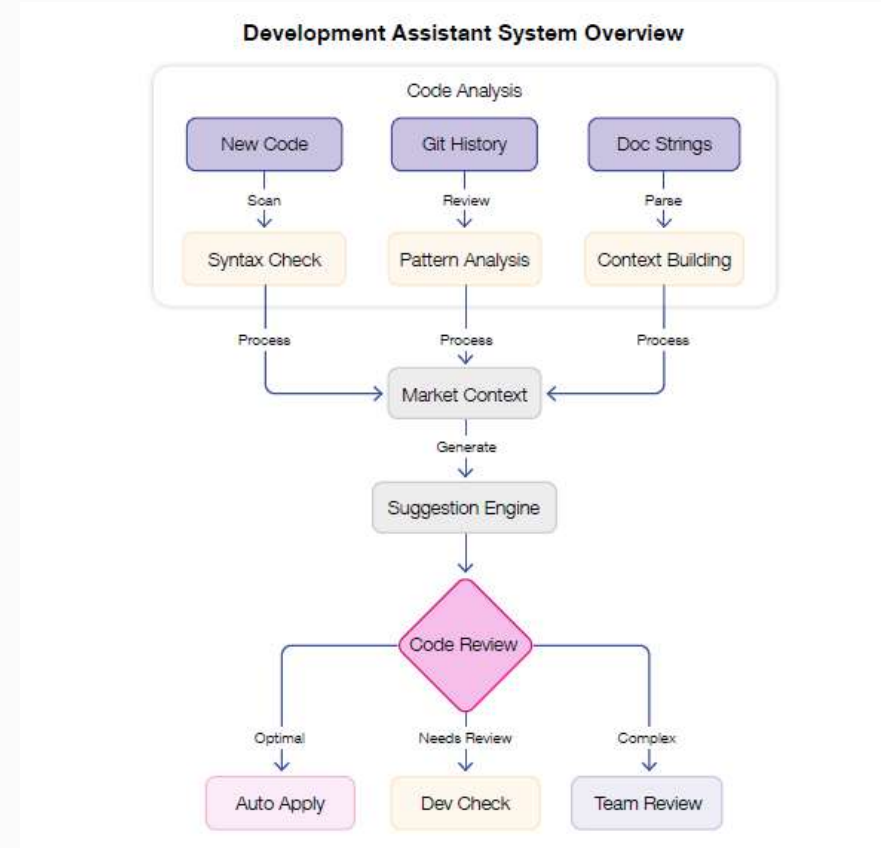 Development Assistant System Overview
Code Analysis
New Code
Git History
Doc Strings
Scan
Review
Parse
Syntax Check
Pattern Analysis
Context Building
Process
Process
Process
Market Context
Generate
Suggestion Engine
Code Review
Optimal
Needs Review
Complex
Auto Apply
Dev Check
Team Review